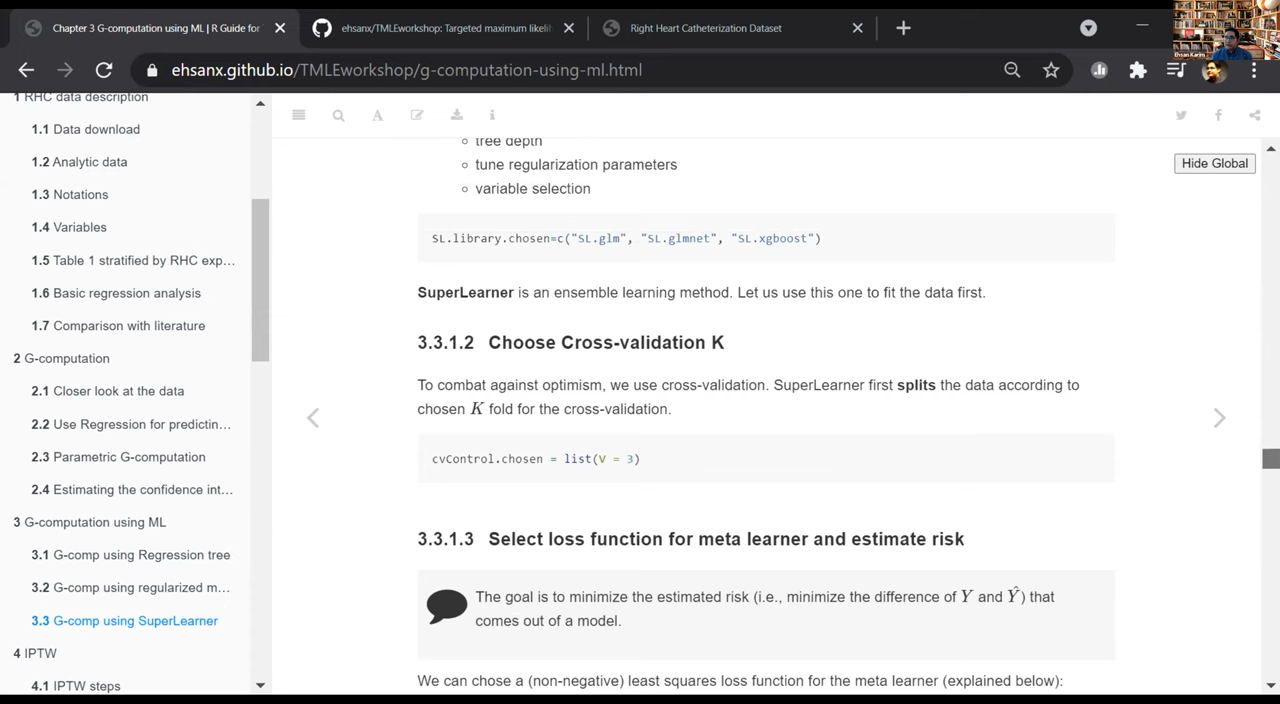 Chapter 3 G-computation using ML | R Guide for
ehsanx/TMLEworkshop: Targeted maximum likeli
Right Heart Catheterization Dataset
Ehsan Karim
ehsanx.github.io/TMLEworkshop/g-computation-using-ml.html
1 RHC data description
1.1 Data download
1.2 Analytic data
1.3 Notations
1.4 Variables
1.5 Table 1 stratified by RHC exp…
1.6 Basic regression analysis
1.7 Comparison with literature
2 G-computation
2.1 Closer look at the data
2.2 Use Regression for predictin…
2.3 Parametric G-computation
2.4 Estimating the confidence int…
3 G-computation using ML
3.1 G-comp using Regression tree
3.2 G-comp using regularized m…
3.3 G-comp using SuperLearner
4 IPTW
4.1 IPTW steps
Hide Global
tree depth
tune regularization parameters
variable selection
SL.library.chosen=c("SL.glm", "SL.glmnet", "SL.xgboost")
SuperLearner is an ensemble learning method. Let us use this one to fit the data first.
3.3.1.2 Choose Cross-validation K
To combat against optimism, we use cross-validation. SuperLearner first splits the data according to
chosen K fold for the cross-validation.
cvControl.chosen = list(V = 3)
3.3.1.3 Select loss function for meta learner and estimate risk
The goal is to minimize the estimated risk (i.e., minimize the difference of Y and Ŷ) that
comes out of a model.
We can chose a (non-negative) least squares loss function for the meta learner (explained below):